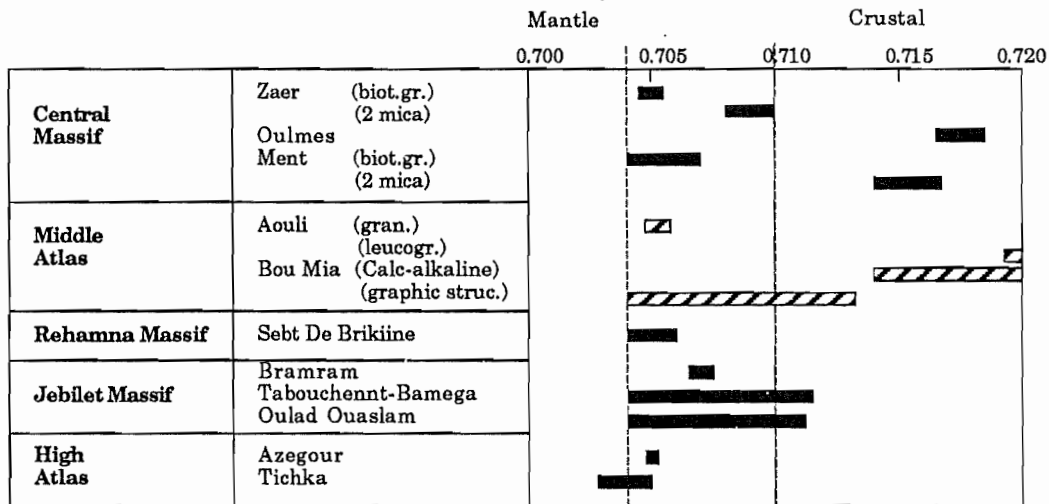 Mantle Crustal
0.700 0.705 0.710 0.715 0.720
Central Massif
Zaer (biot.gr.)
(2 mica)
Oulmes
Ment (biot.gr.)
(2 mica)
Middle Atlas
Aouli (gran.)
(leucogr.)
Bou Mia (Calc-alkaline)
(graphic struc.)
Rehamna Massif Sebt De Brikiine
Jebilet Massif
Bramram
Tabouchennt-Bamega
Oulad Ouaslam
High Atlas
Azegour
Tichka